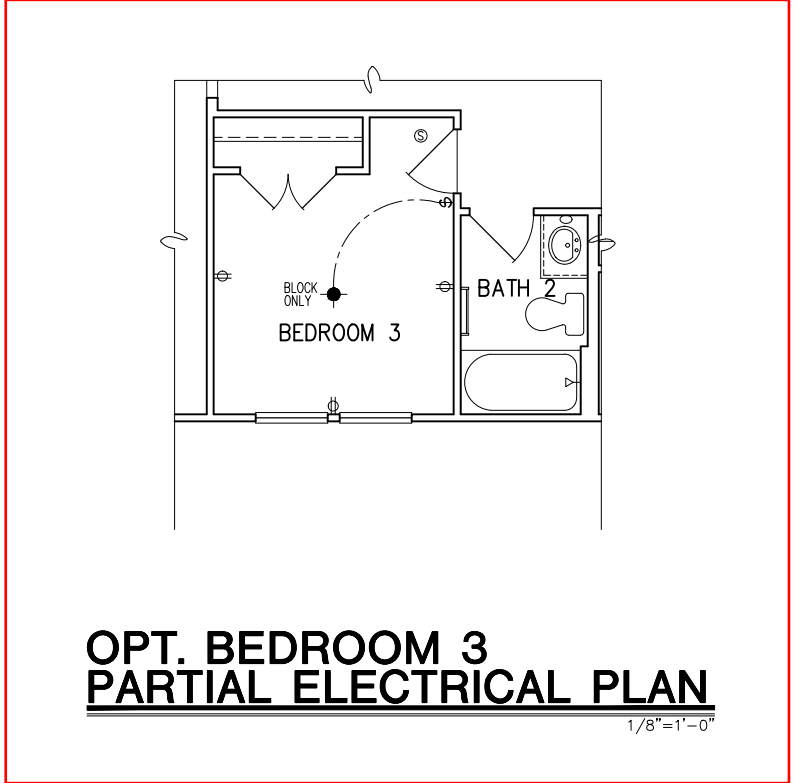 S
S
BLOCK
ONLY
BATH 2
BEDROOM 3
OPT. BEDROOM 3
PARTIAL ELECTRICAL PLAN
1/8"=1'-0"